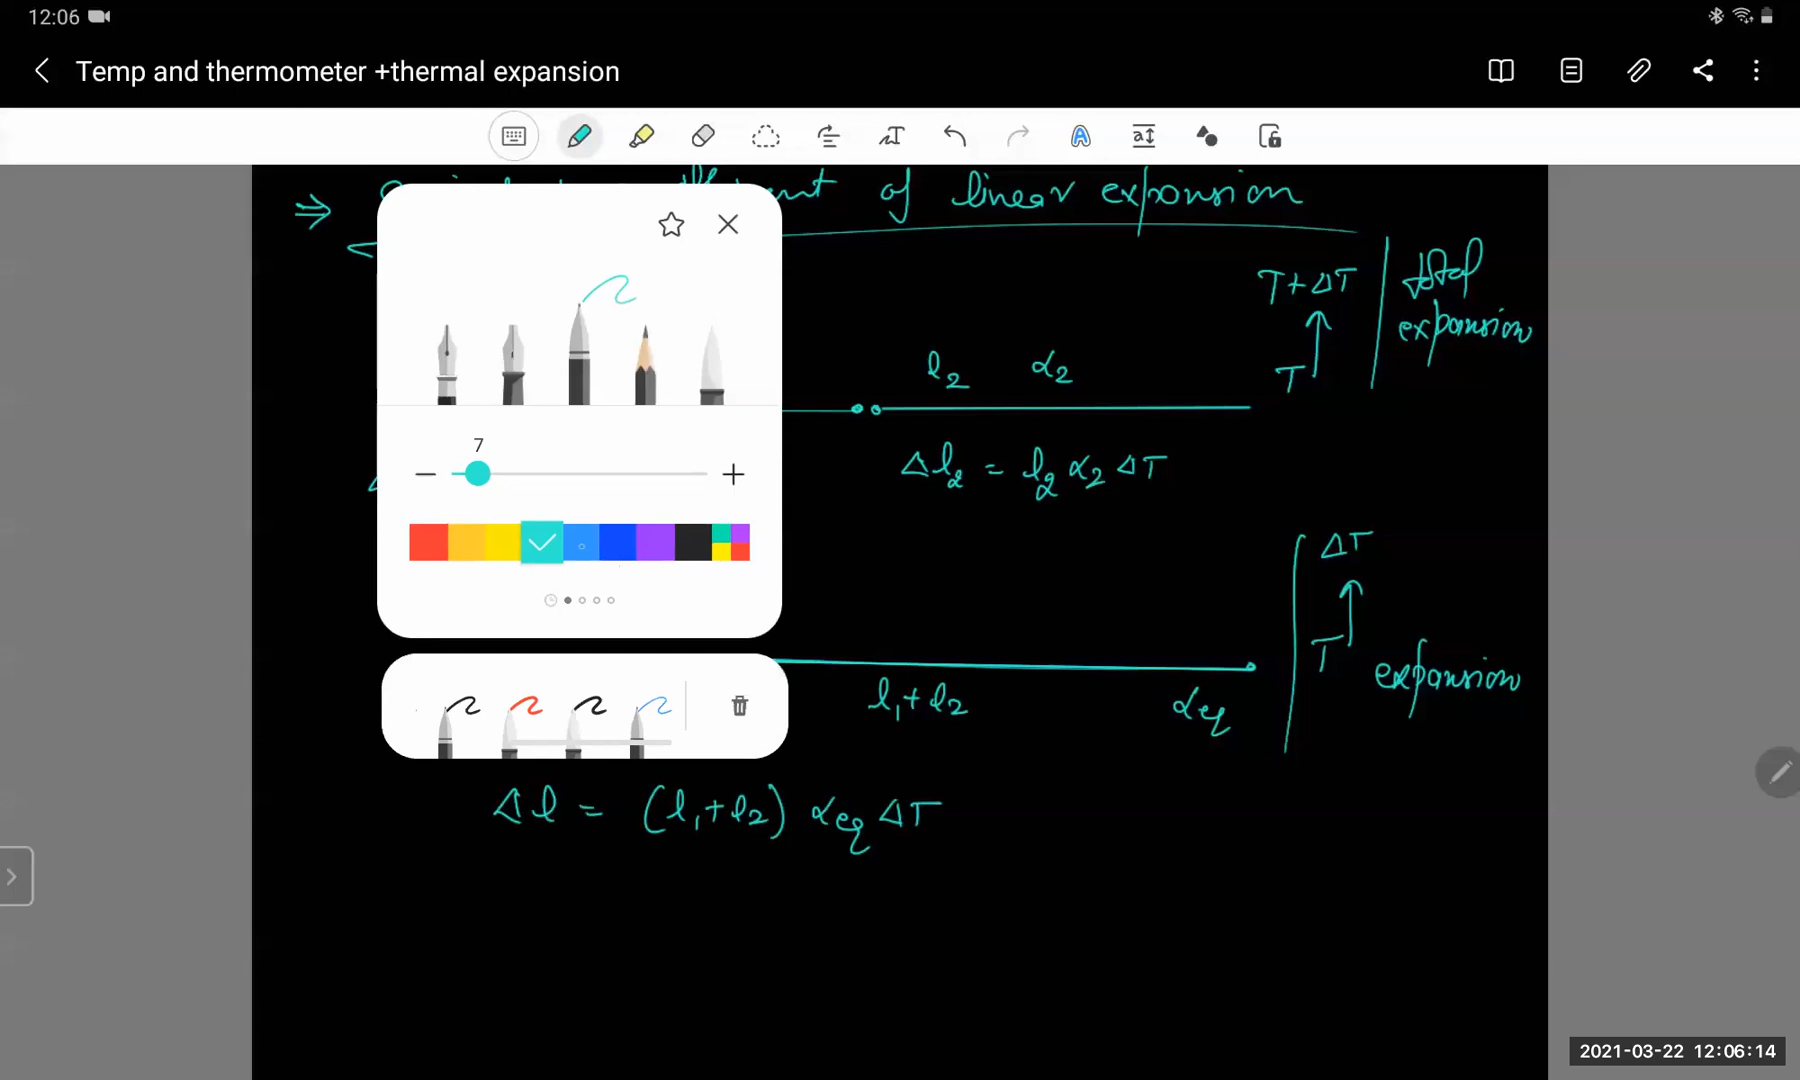 12:06
Temp and thermometer +thermal expansion
⇒ of linear expansion
T+ΔT
↑
T
total
expansion
l₂ α₂
Δl₂ = l₂ α₂ ΔT
7
ΔT
↑
T
expansion
l₁+l₂ αeq
Δl = (l₁+l₂) αeq ΔT
2021-03-22 12:06:14